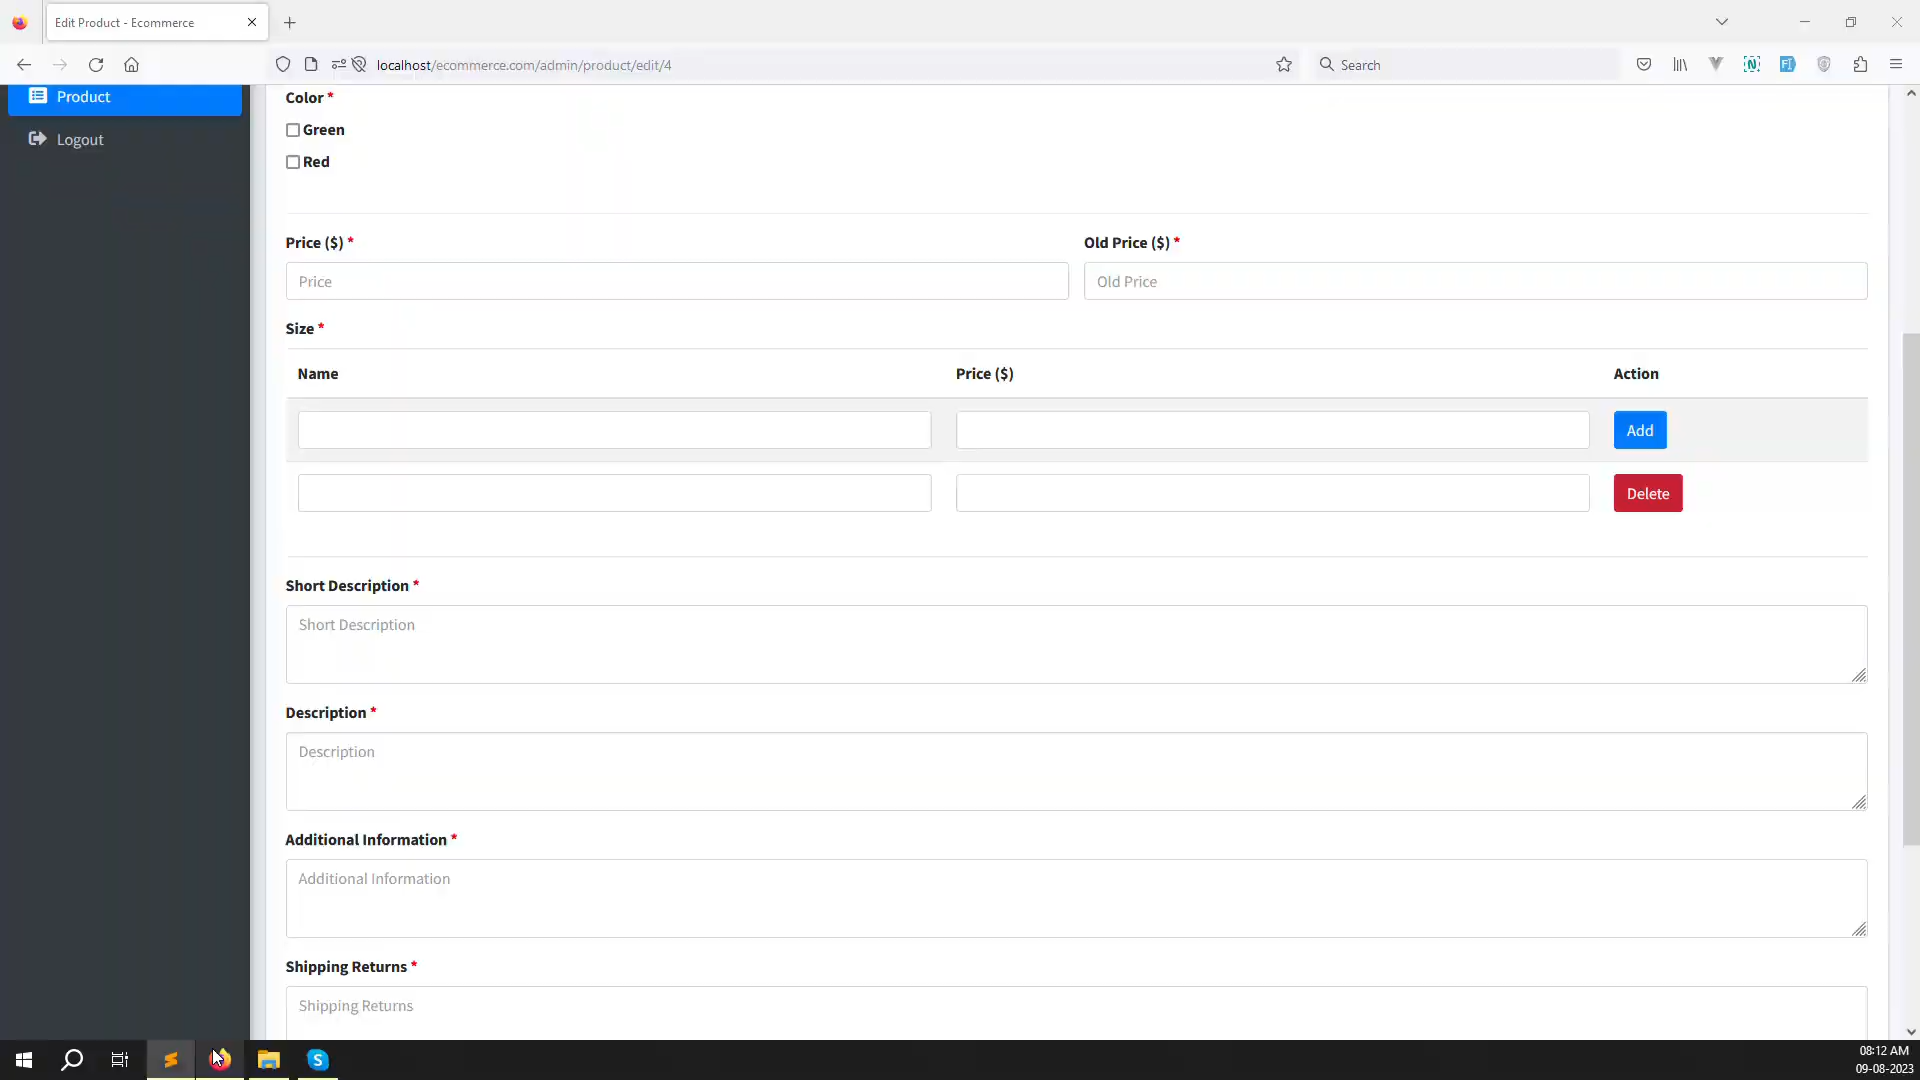 Edit Product - Ecommerce
localhost/ecommerce.com/admin/product/edit/4
Search
Product
Logout
Color *
Green
Red
Price ($) *
Old Price ($) *
Price
Old Price
Size *
Name
Price ($)
Action
Add
Delete
Short Description *
Short Description
Description *
Description
Additional Information *
Additional Information
Shipping Returns *
Shipping Returns
08:12 AM
09-08-2023